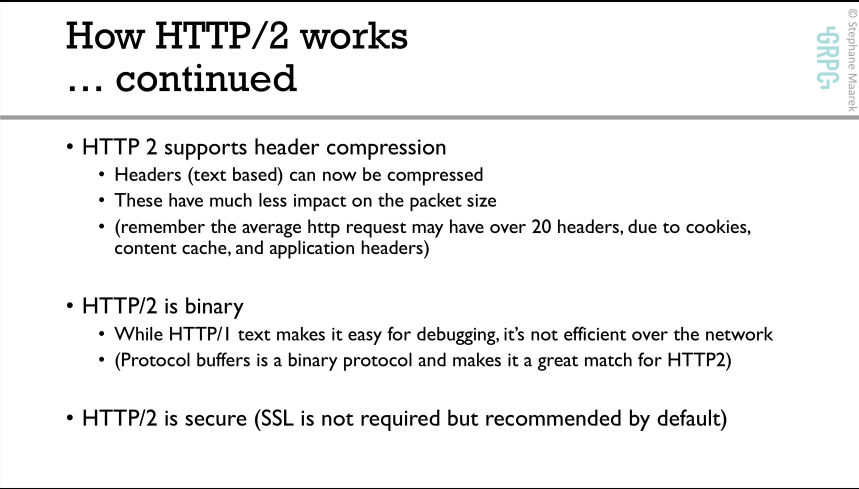 How HTTP/2 works
… continued
© Stephane Maarek
GRPC
• HTTP 2 supports header compression
• Headers (text based) can now be compressed
• These have much less impact on the packet size
• (remember the average http request may have over 20 headers, due to cookies,
content cache, and application headers)
• HTTP/2 is binary
• While HTTP/1 text makes it easy for debugging, it's not efficient over the network
• (Protocol buffers is a binary protocol and makes it a great match for HTTP2)
• HTTP/2 is secure (SSL is not required but recommended by default)